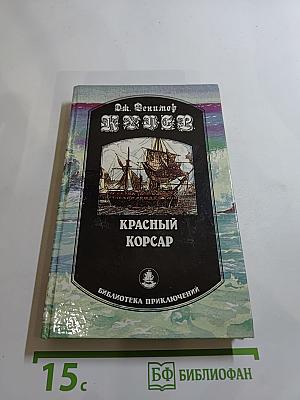 Дж. Фенимор
КУПЕР
КРАСНЫЙ
КОРСАР
БИБЛИОТЕКА ПРИКЛЮЧЕНИЙ
15с
БФ БИБЛИОФАН